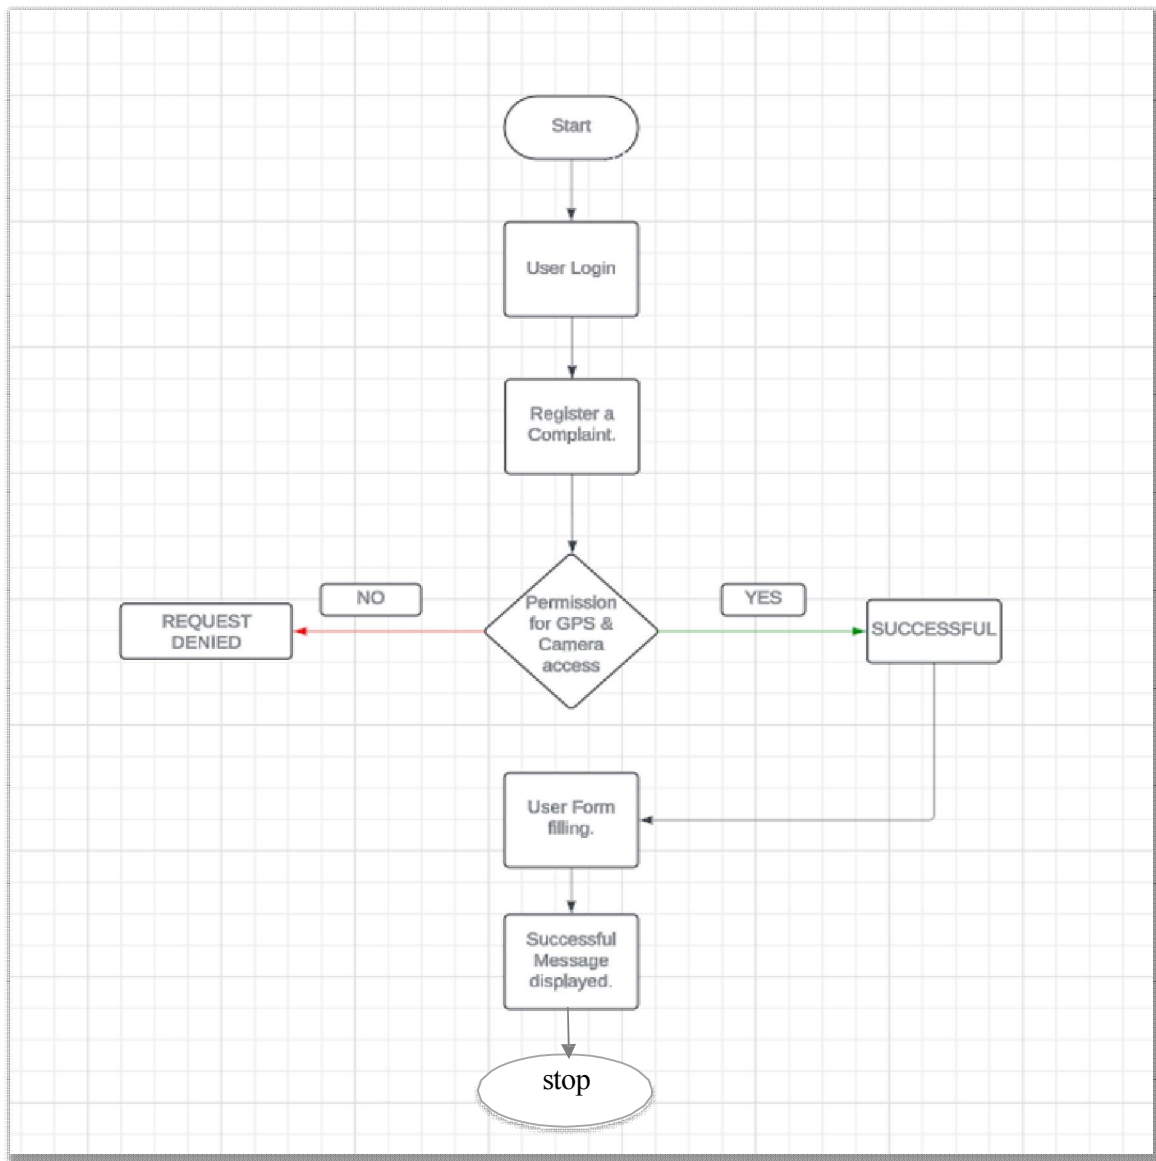 Start
User Login
Register a
Complaint.
NO
YES
REQUEST
DENIED
Permission
for GPS &
Camera
access
SUCCESSFUL
User Form
filling.
Successful
Message
displayed.
stop